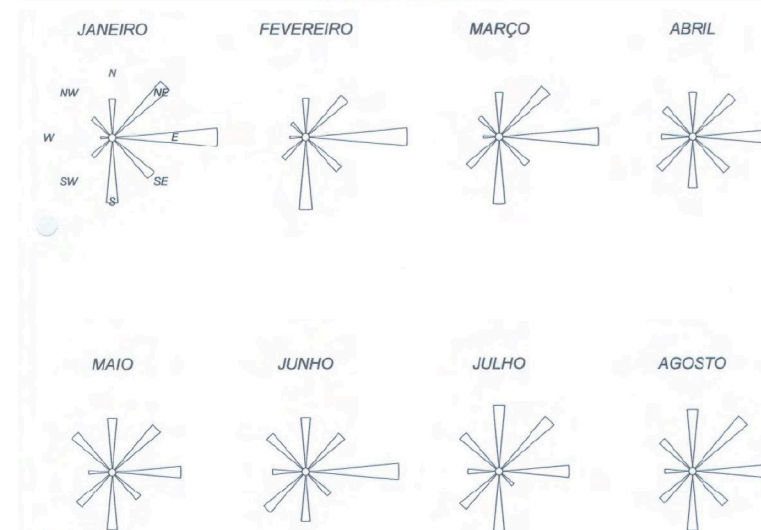 JANEIRO FEVEREIRO MARÇO ABRIL
N
NW NE
W E
SW SE
S
MAIO JUNHO JULHO AGOSTO